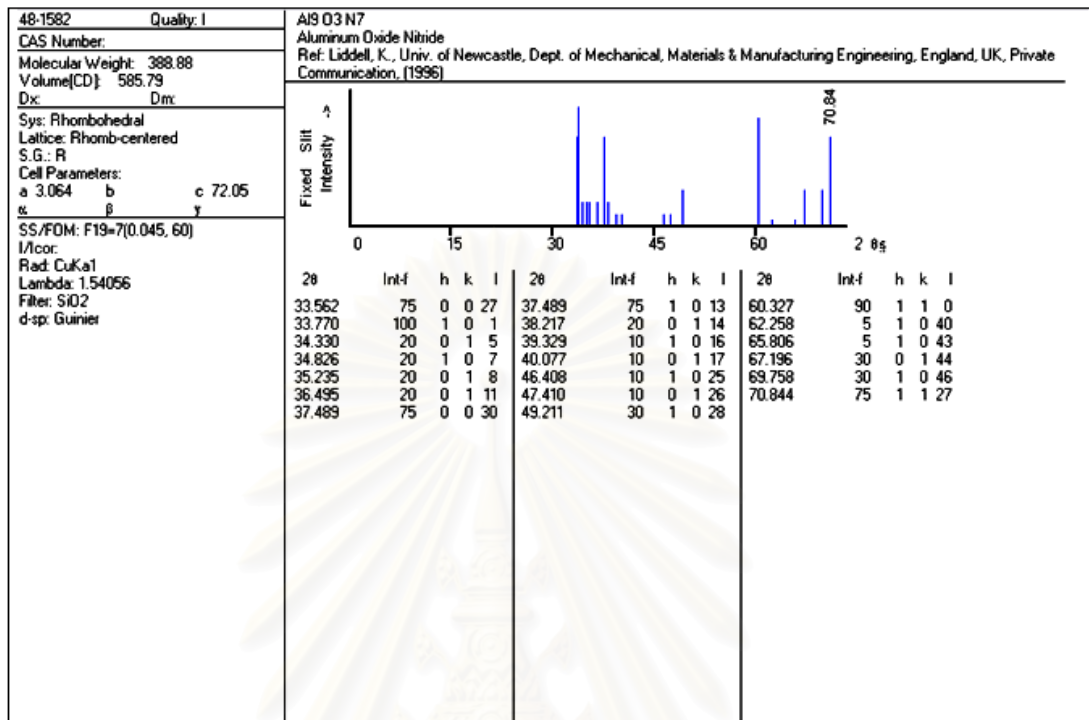 48-1582 Quality: I
CAS Number:
Molecular Weight: 388.88
Volume[CD]: 585.79
Dx: Dm:
Sys: Rhombohedral
Lattice: Rhomb-centered
S.G.: R
Cell Parameters:
a 3.064 b c 72.05
α β γ
SS/FOM: F19=7(0.045, 60)
I/Icor:
Rad: CuKa1
Lambda: 1.54056
Filter: SiO2
d-sp: Guinier
Al9 O3 N7
Aluminum Oxide Nitride
Ref: Liddell, K., Univ. of Newcastle, Dept. of Mechanical, Materials & Manufacturing Engineering, England, UK, Private
Communication, (1996)
Fixed Slit
Intensity ->
70.84
0 15 30 45 60 2 θ°
2θ Int-f h k l
33.562 75 0 0 27
33.770 100 1 0 1
34.330 20 0 1 5
34.826 20 1 0 7
35.235 20 0 1 8
36.495 20 0 1 11
37.489 75 0 0 30
2θ Int-f h k l
37.489 75 1 0 13
38.217 20 0 1 14
39.329 10 1 0 16
40.077 10 0 1 17
46.408 10 1 0 25
47.410 10 0 1 26
49.211 30 1 0 28
2θ Int-f h k l
60.327 90 1 1 0
62.258 5 1 0 40
65.806 5 1 0 43
67.196 30 0 1 44
69.758 30 1 0 46
70.844 75 1 1 27